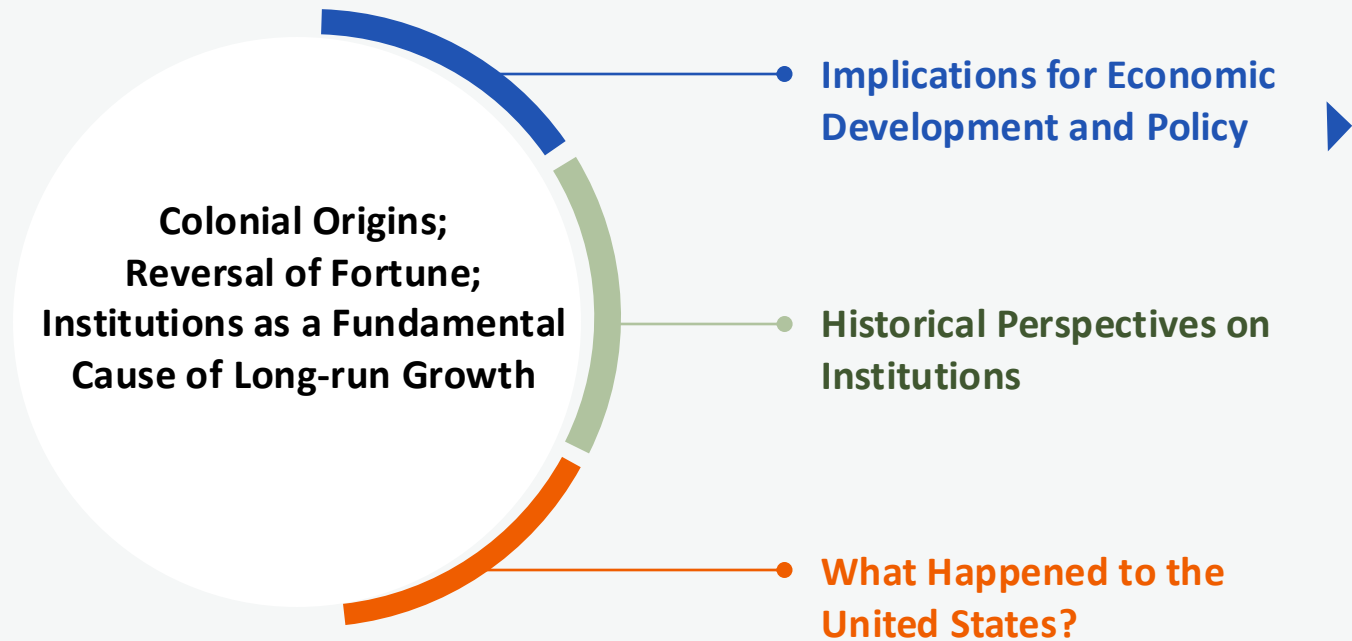 Colonial Origins;
Reversal of Fortune;
Institutions as a Fundamental
Cause of Long-run Growth
Implications for Economic
Development and Policy
Historical Perspectives on
Institutions
What Happened to the
United States?